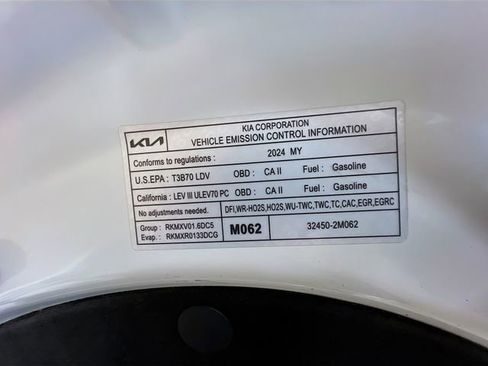 KIA
KIA CORPORATION
VEHICLE EMISSION CONTROL INFORMATION
Conforms to regulations : 2024 MY
U.S.EPA : T3B70 LDV OBD : CA II Fuel : Gasoline
California : LEV III ULEV70 PC OBD : CA II Fuel : Gasoline
No adjustments needed. DFI,WR-HO2S,HO2S,WU-TWC,TWC,TC,CAC,EGR,EGRC
Group : RKMXV01.6DC5 M062 32450-2M062
Evap. : RKMXR0133DCG